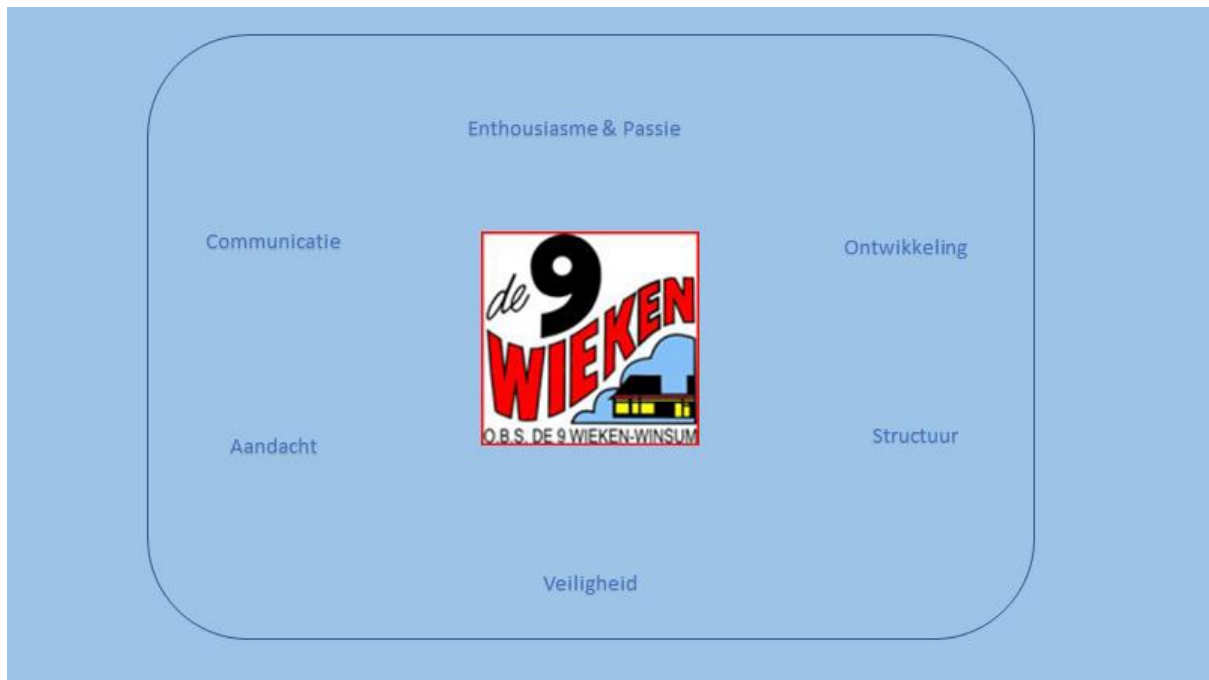 Enthousiasme & Passie
Communicatie
Ontwikkeling
de 9
WIEKEN
O.B.S. DE 9 WIEKEN-WINSUM
Aandacht
Structuur
Veiligheid